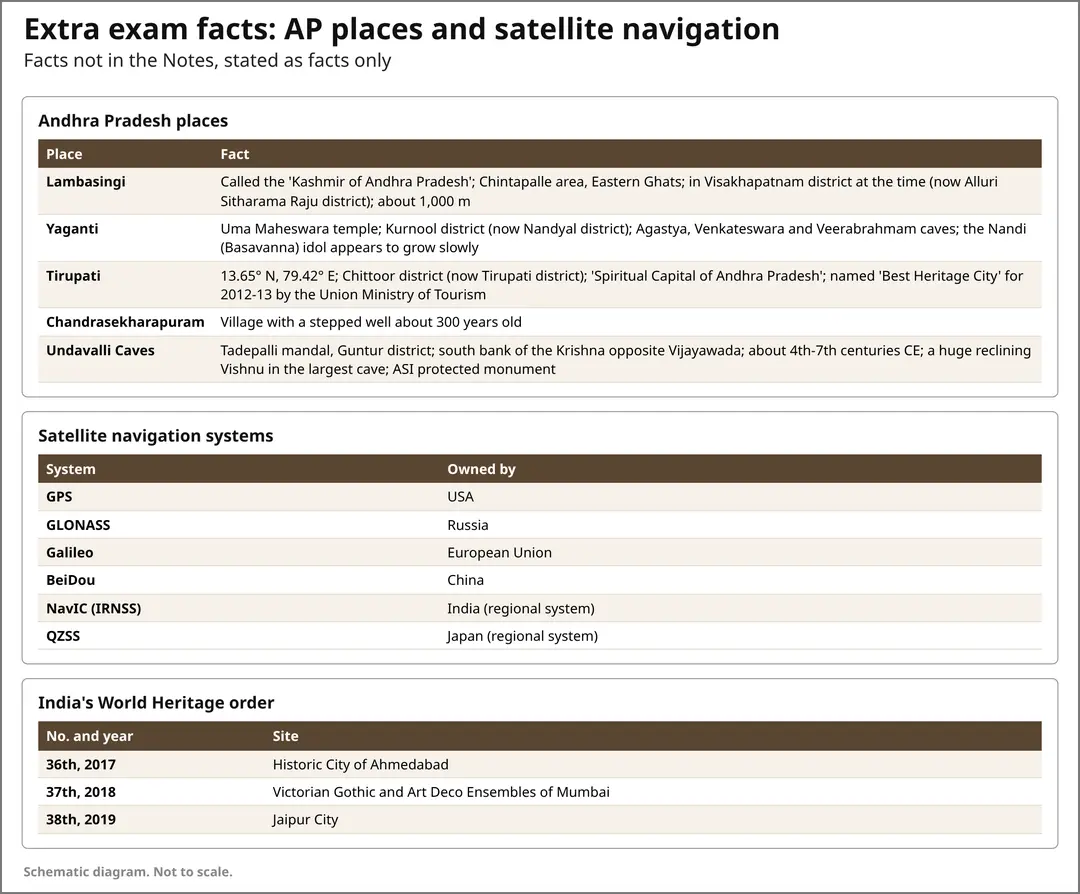 Extra exam facts: AP places and satellite navigation
Facts not in the Notes, stated as facts only
Andhra Pradesh places
Place Fact
Lambasingi Called the 'Kashmir of Andhra Pradesh'; Chintapalle area, Eastern Ghats; in Visakhapatnam district at the time (now Alluri
Sitharama Raju district); about 1,000 m
Yaganti Uma Maheswara temple; Kurnool district (now Nandyal district); Agastya, Venkateswara and Veerabrahmam caves; the Nandi
(Basavanna) idol appears to grow slowly
Tirupati 13.65° N, 79.42° E; Chittoor district (now Tirupati district); 'Spiritual Capital of Andhra Pradesh'; named 'Best Heritage City' for
2012-13 by the Union Ministry of Tourism
Chandrasekharapuram Village with a stepped well about 300 years old
Undavalli Caves Tadepalli mandal, Guntur district; south bank of the Krishna opposite Vijayawada; about 4th-7th centuries CE; a huge reclining
Vishnu in the largest cave; ASI protected monument
Satellite navigation systems
System Owned by
GPS USA
GLONASS Russia
Galileo European Union
BeiDou China
NavIC (IRNSS) India (regional system)
QZSS Japan (regional system)
India's World Heritage order
No. and year Site
36th, 2017 Historic City of Ahmedabad
37th, 2018 Victorian Gothic and Art Deco Ensembles of Mumbai
38th, 2019 Jaipur City
Schematic diagram. Not to scale.